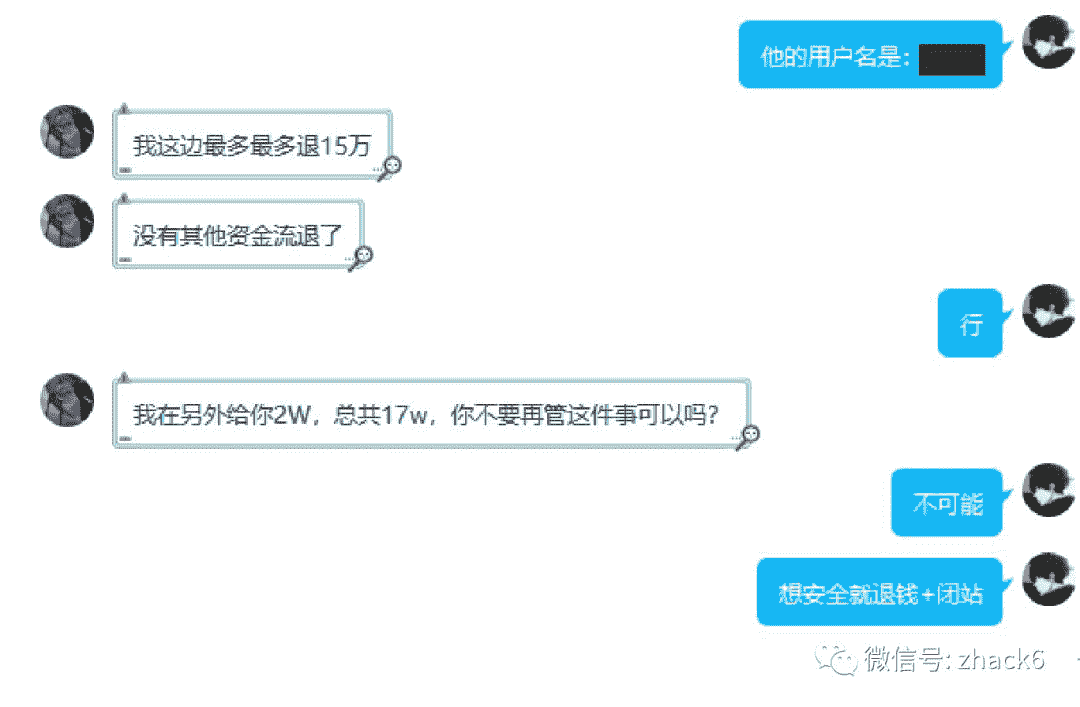 他的用户名是：
我这边最多最多退15万
没有其他资金流退了
行
我在另外给你2W，总共17w，你不要再管这件事可以吗？
不可能
想安全就退钱+闭站
微信号: zhack6